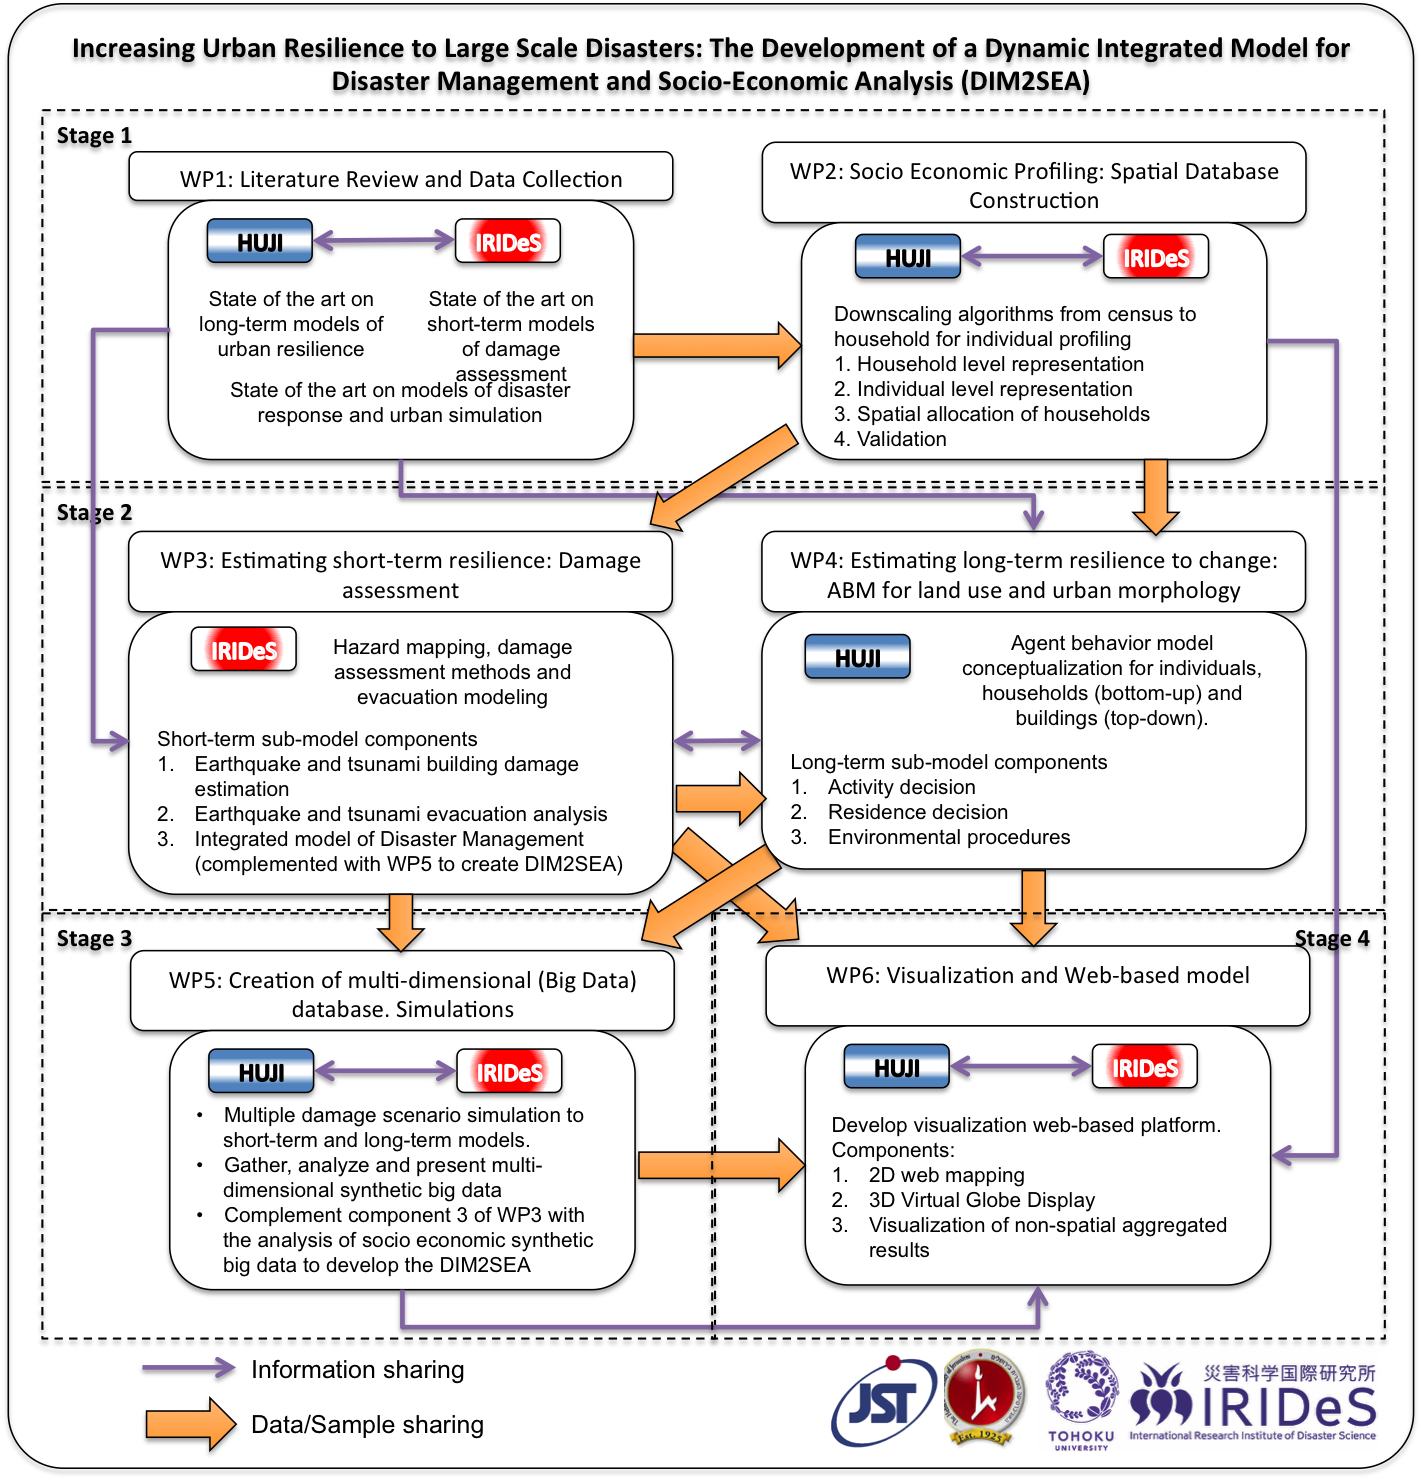 Increasing Urban Resilience to Large Scale Disasters: The Development of a Dynamic Integrated Model for
Disaster Management and Socio-Economic Analysis (DIM2SEA)
Stage 1
WP1: Literature Review and Data Collection
HUJI
IRIDeS
State of the art on
long-term models of
urban resilience
State of the art on
short-term models
of damage
assessment
State of the art on models of disaster
response and urban simulation
WP2: Socio Economic Profiling: Spatial Database
Construction
HUJI
IRIDeS
Downscaling algorithms from census to
household for individual profiling
1. Household level representation
2. Individual level representation
3. Spatial allocation of households
4. Validation
Stage 2
WP3: Estimating short-term resilience: Damage
assessment
IRIDeS
Hazard mapping, damage
assessment methods and
evacuation modeling
Short-term sub-model components
1. Earthquake and tsunami building damage
estimation
2. Earthquake and tsunami evacuation analysis
3. Integrated model of Disaster Management
(complemented with WP5 to create DIM2SEA)
WP4: Estimating long-term resilience to change:
ABM for land use and urban morphology
HUJI
Agent behavior model
conceptualization for individuals,
households (bottom-up) and
buildings (top-down).
Long-term sub-model components
1. Activity decision
2. Residence decision
3. Environmental procedures
Stage 3
WP5: Creation of multi-dimensional (Big Data)
database. Simulations
HUJI
IRIDeS
• Multiple damage scenario simulation to
short-term and long-term models.
• Gather, analyze and present multi-
dimensional synthetic big data
• Complement component 3 of WP3 with
the analysis of socio economic synthetic
big data to develop the DIM2SEA
Stage 4
WP6: Visualization and Web-based model
HUJI
IRIDeS
Develop visualization web-based platform.
Components:
1. 2D web mapping
2. 3D Virtual Globe Display
3. Visualization of non-spatial aggregated
results
Information sharing
Data/Sample sharing
JST
Est. 1925
TOHOKU
UNIVERSITY
災害科学国際研究所
IRIDeS
International Research Institute of Disaster Science